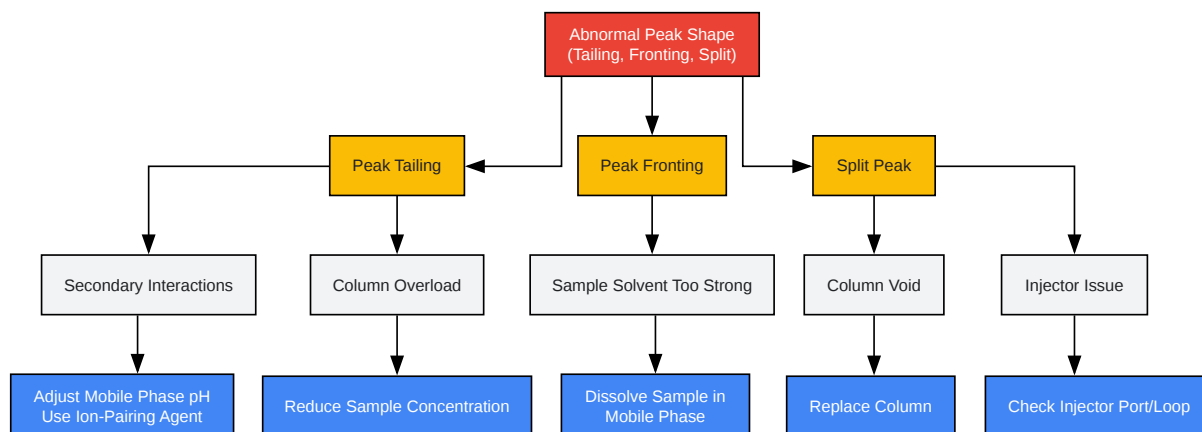 Abnormal Peak Shape
(Tailing, Fronting, Split)
Peak Tailing
Peak Fronting
Split Peak
Secondary Interactions
Column Overload
Sample Solvent Too Strong
Column Void
Injector Issue
Adjust Mobile Phase pH
Use Ion-Pairing Agent
Reduce Sample Concentration
Dissolve Sample in
Mobile Phase
Replace Column
Check Injector Port/Loop